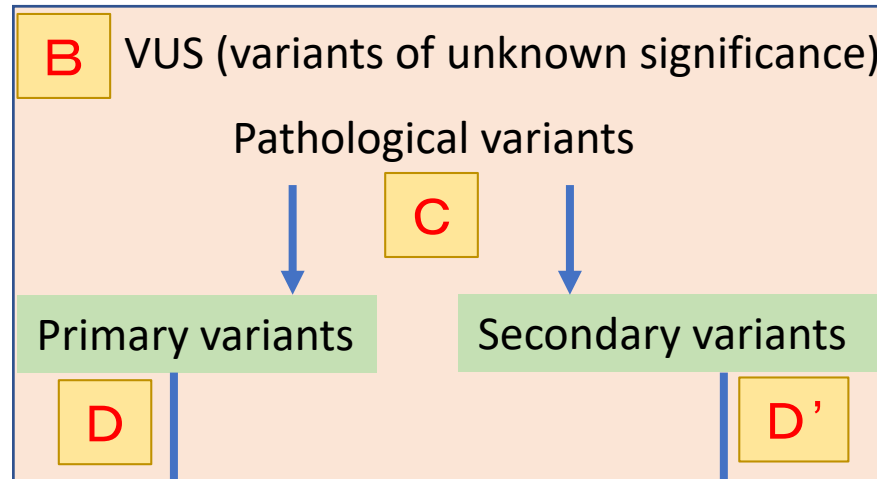 B VUS (variants of unknown significance)
Pathological variants
C
Primary variants
Secondary variants
D
D’